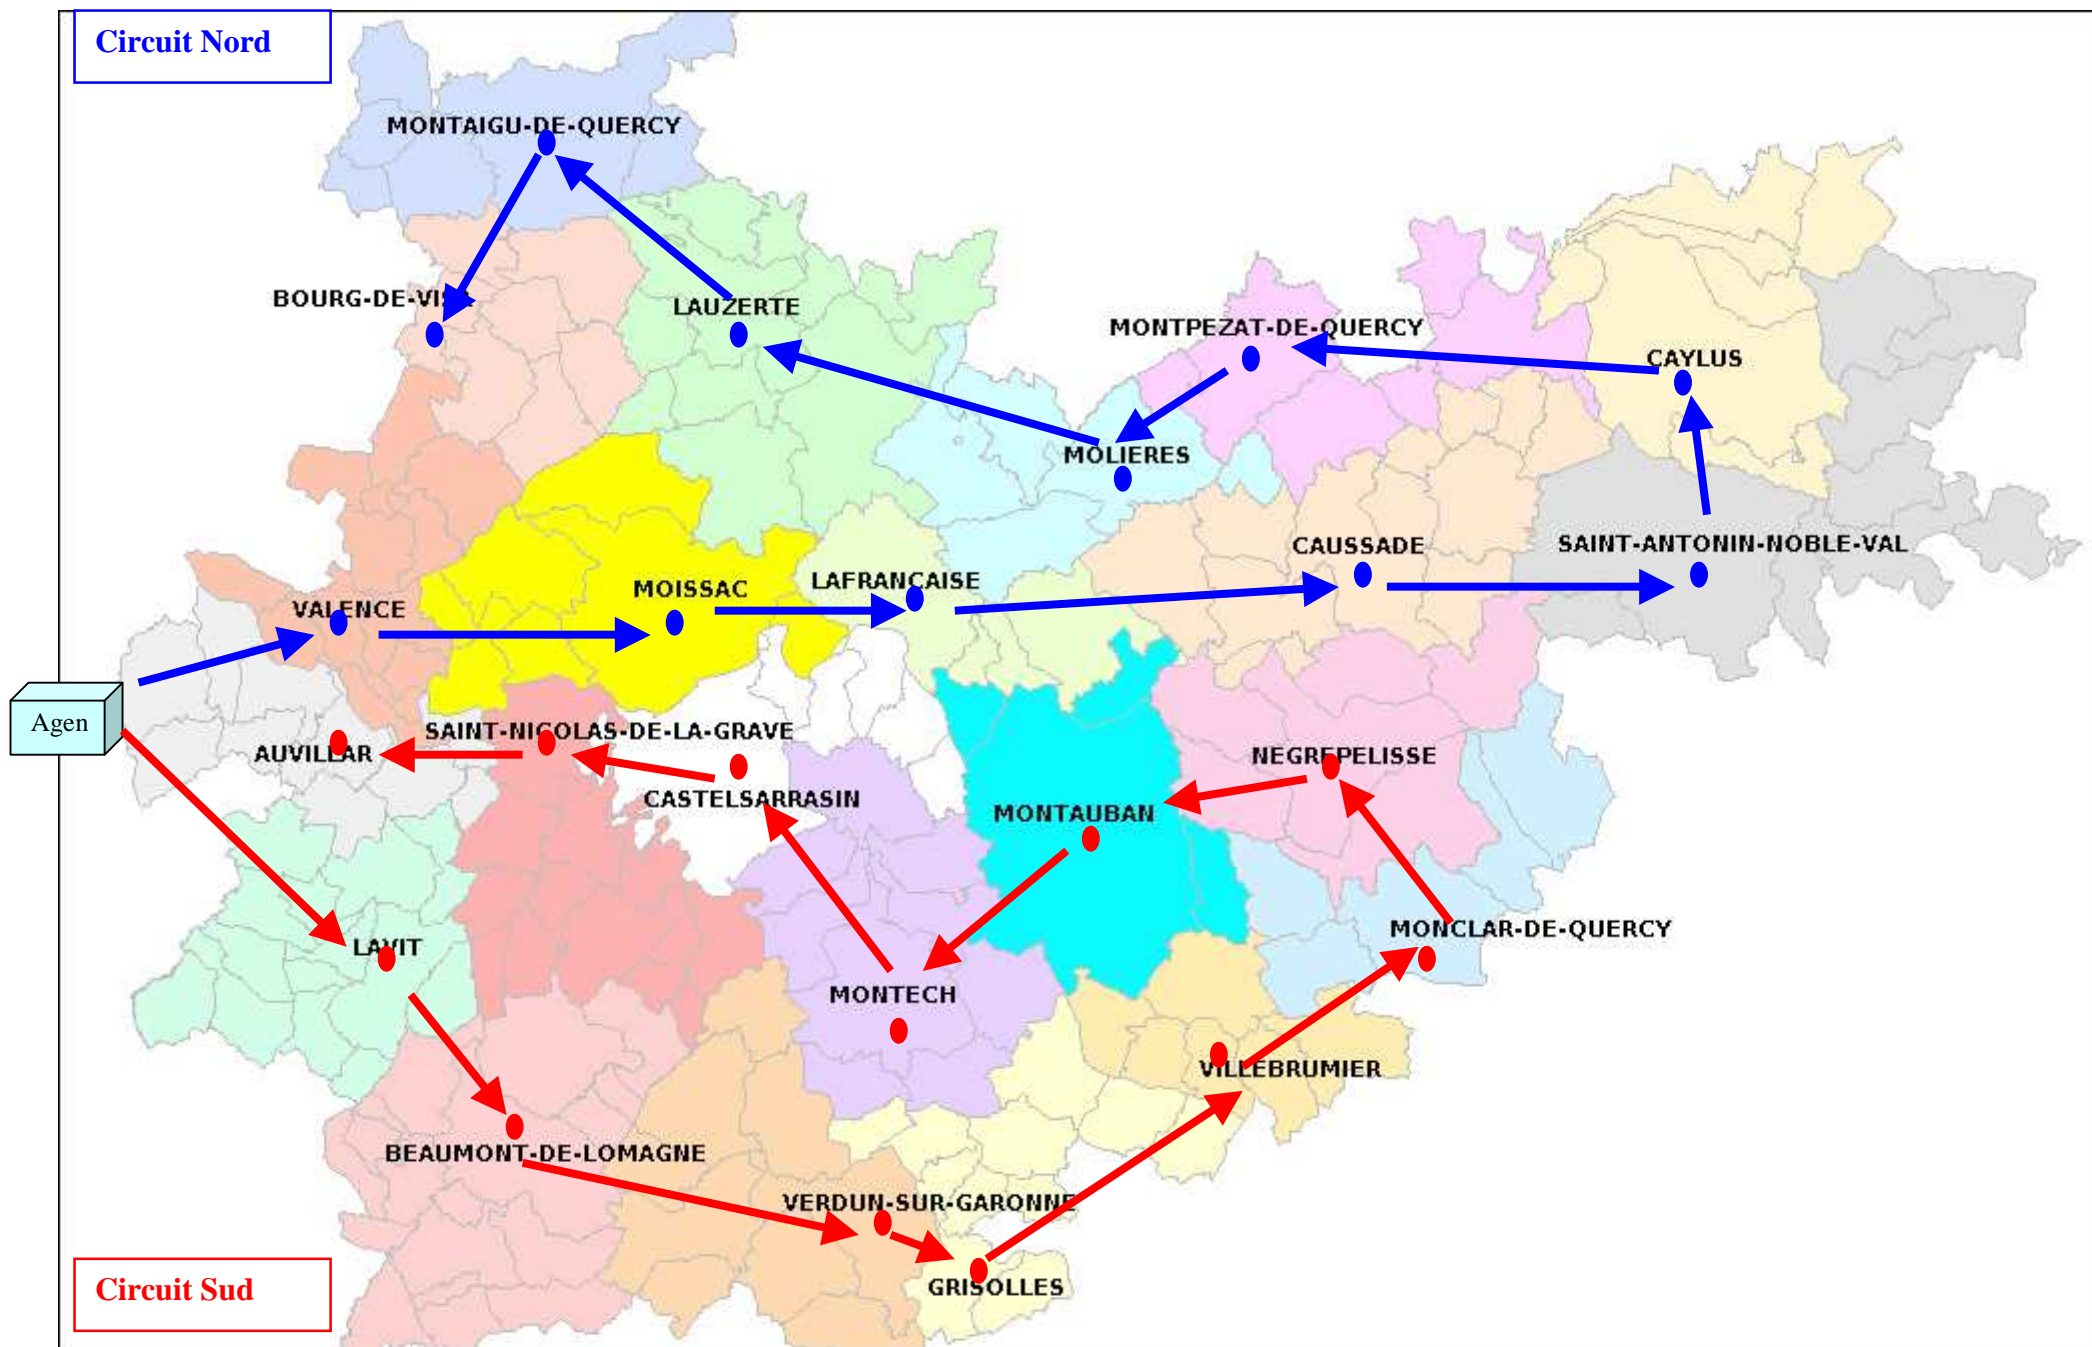 Circuit Nord
MONTAIGU-DE-QUERCY
BOURG-DE-VISA
LAUZERTE
MONTPEZAT-DE-QUERCY
CAYLUS
MOLIERES
CAUSSADE
SAINT-ANTONIN-NOBLE-VAL
LAFRANCAISE
MOISSAC
VALENCE
Agen
SAINT-NICOLAS-DE-LA-GRAVE
AUVILLAR
NEGREPELISSE
CASTELSARRASIN
MONTAUBAN
MONCLAR-DE-QUERCY
LAVIT
MONTECH
VILLEBRUMIER
BEAUMONT-DE-LOMAGNE
VERDUN-SUR-GARONNE
GRISOLLES
Circuit Sud